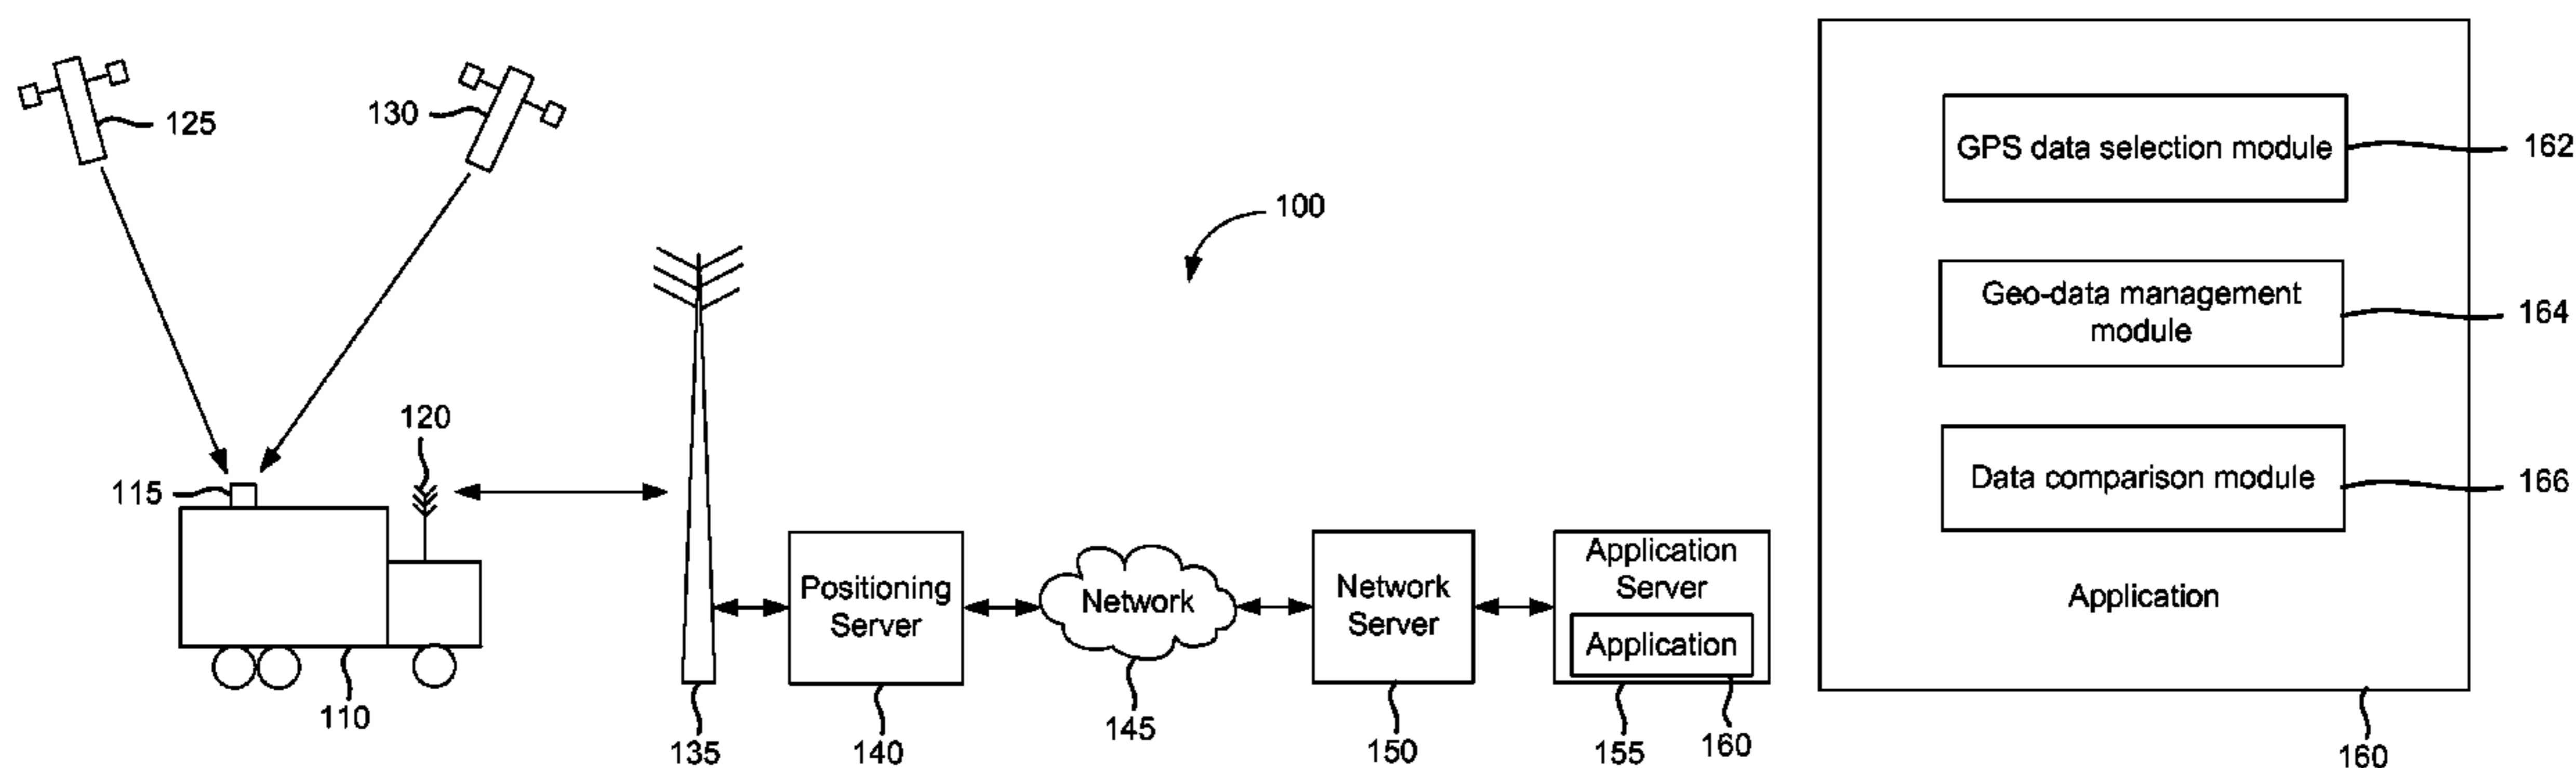 125
130
100
120
115
110
135
Positioning
Server
140
Network
145
Network
Server
150
Application
Server
Application
155
160
GPS data selection module
162
Geo-data management
module
164
Data comparison module
166
Application
160